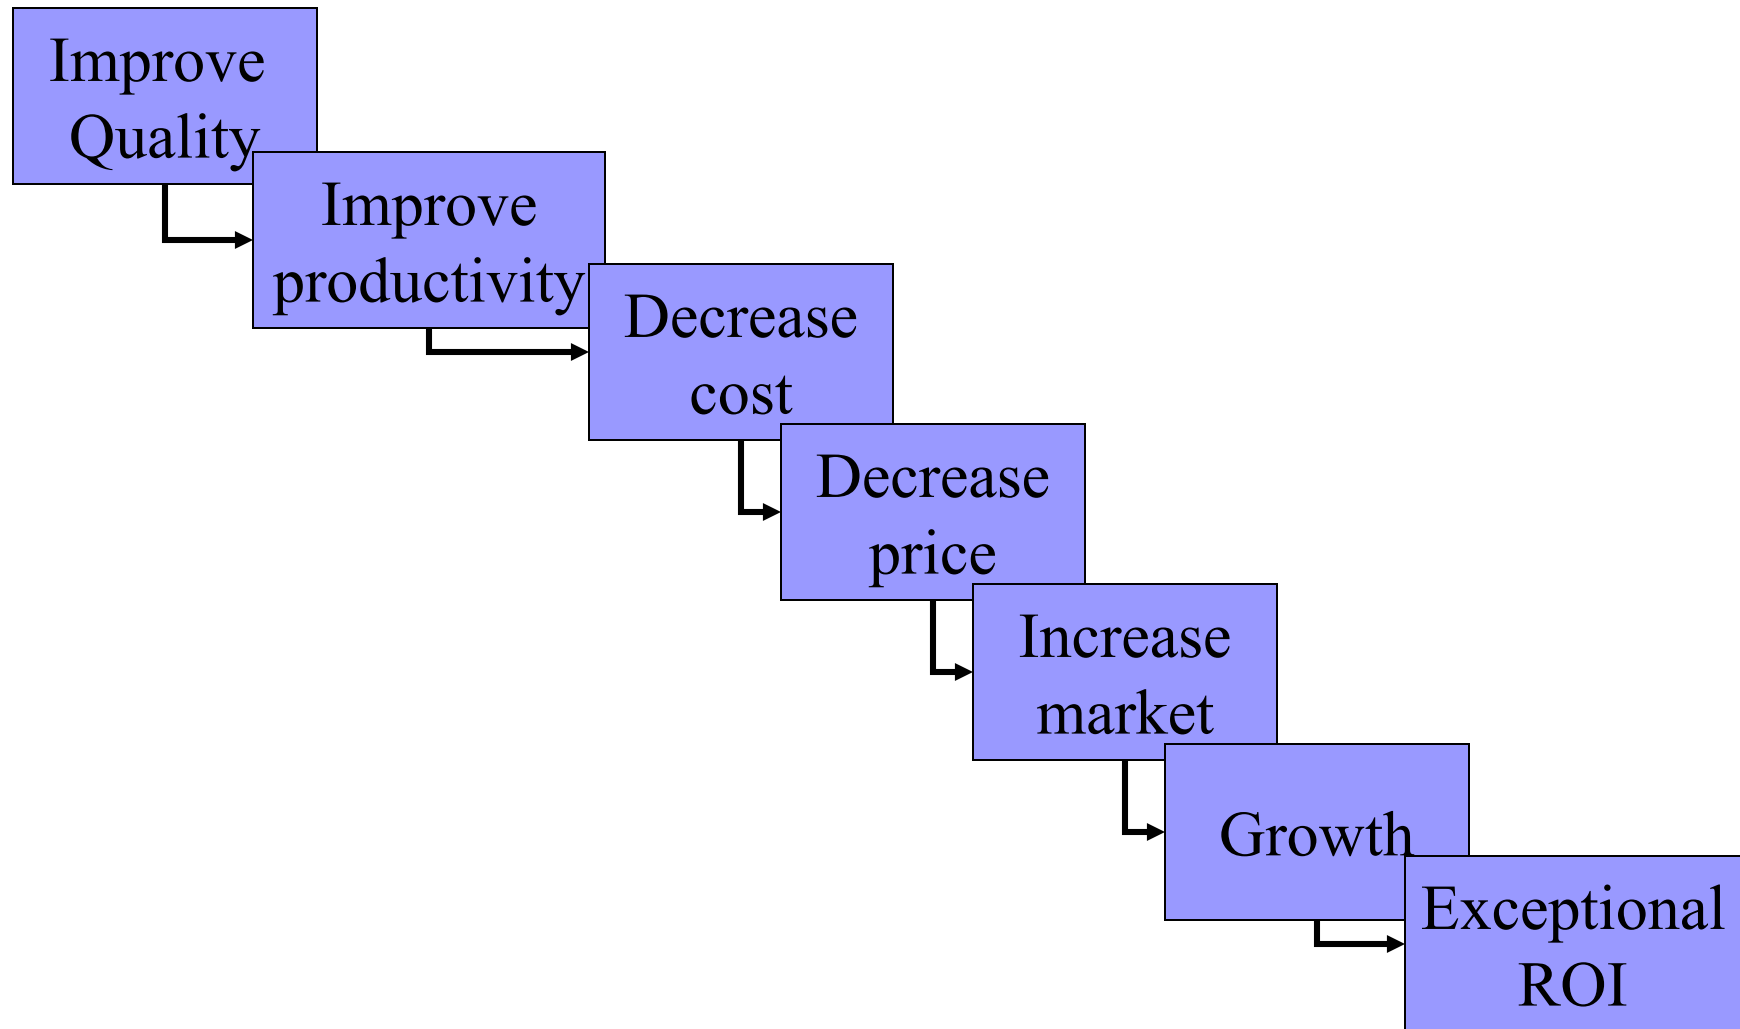 Improve
Quality
Improve
productivity
Decrease
cost
Decrease
price
Increase
market
Growth
Exceptional
ROI